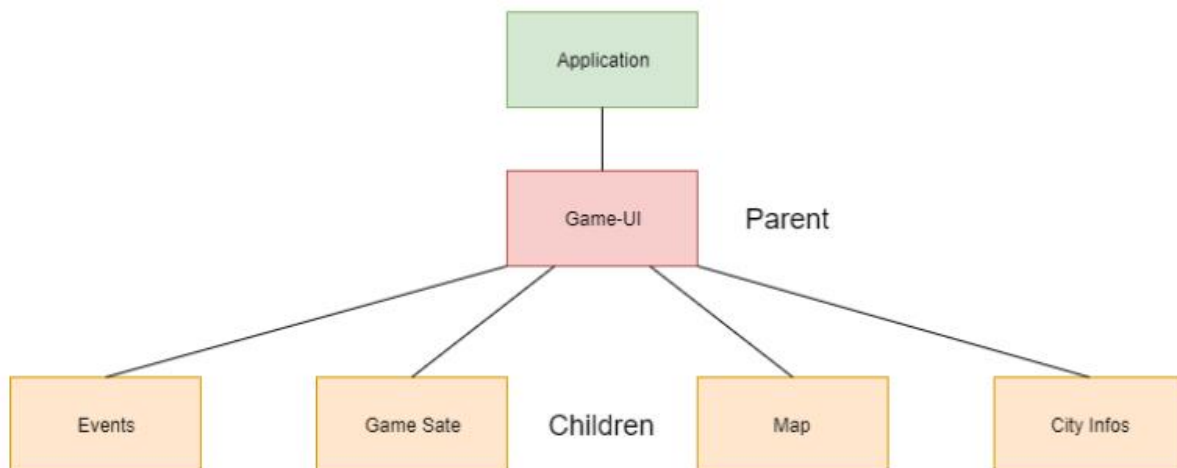 Application
Game-UI
Parent
Events
Game Sate
Children
Map
City Infos